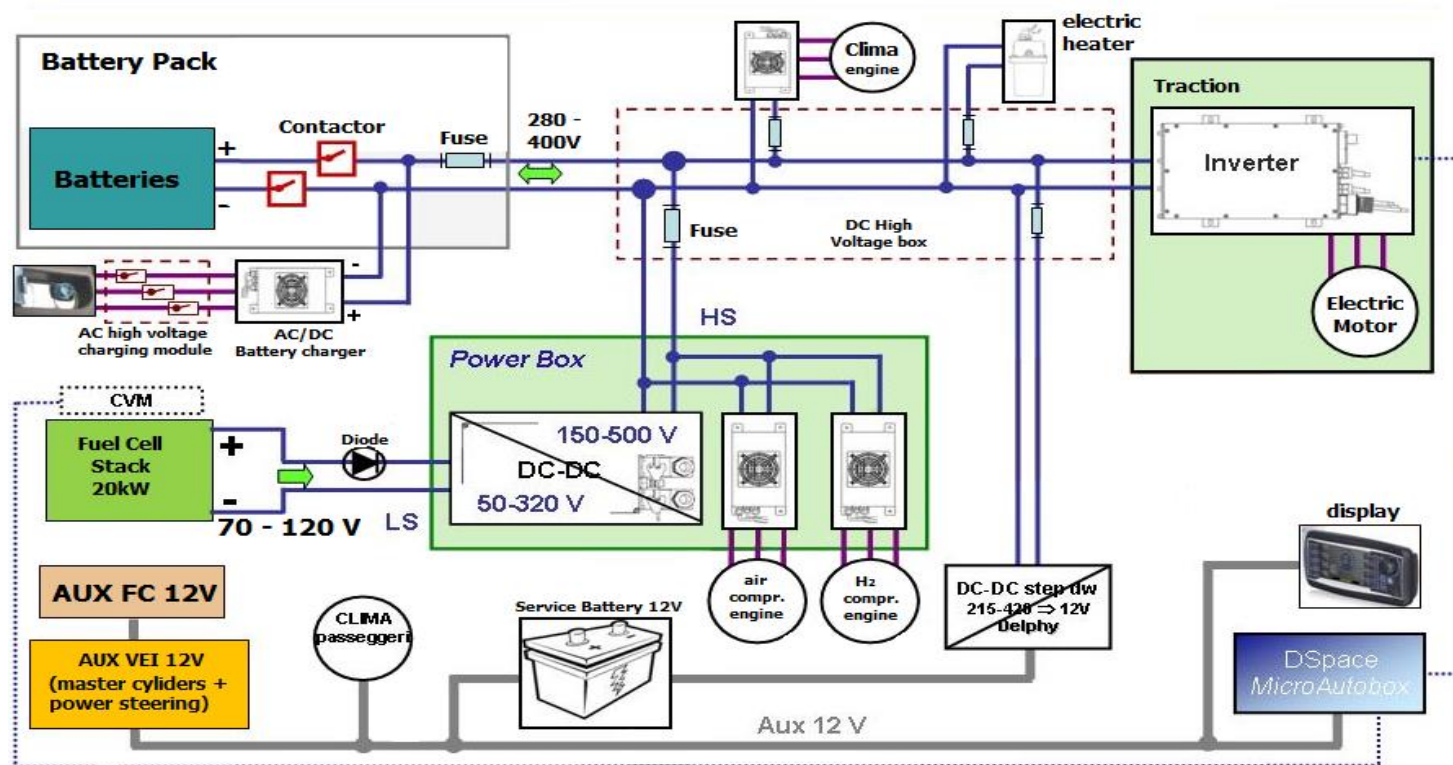 electric
heater
Clima
engine
Battery Pack
Traction
Contactor
Fuse
280 -
400V
+
Batteries
-
Inverter
Fuse
DC High
Voltage box
-
+
Electric
Motor
AC high voltage
charging module
AC/DC
Battery charger
HS
Power Box
CVM
Fuel Cell
Stack
20kW
+
-
Diode
150-500 V
DC-DC
50-320 V
70 - 120 V
LS
display
air
compr.
engine
H2
compr.
engine
AUX FC 12V
CLIMA
passeggeri
Service Battery 12V
DC-DC step dw
215-420 ⇒ 12V
Delphy
AUX VEI 12V
(master cyliders +
power steering)
DSpace
MicroAutobox
Aux 12 V